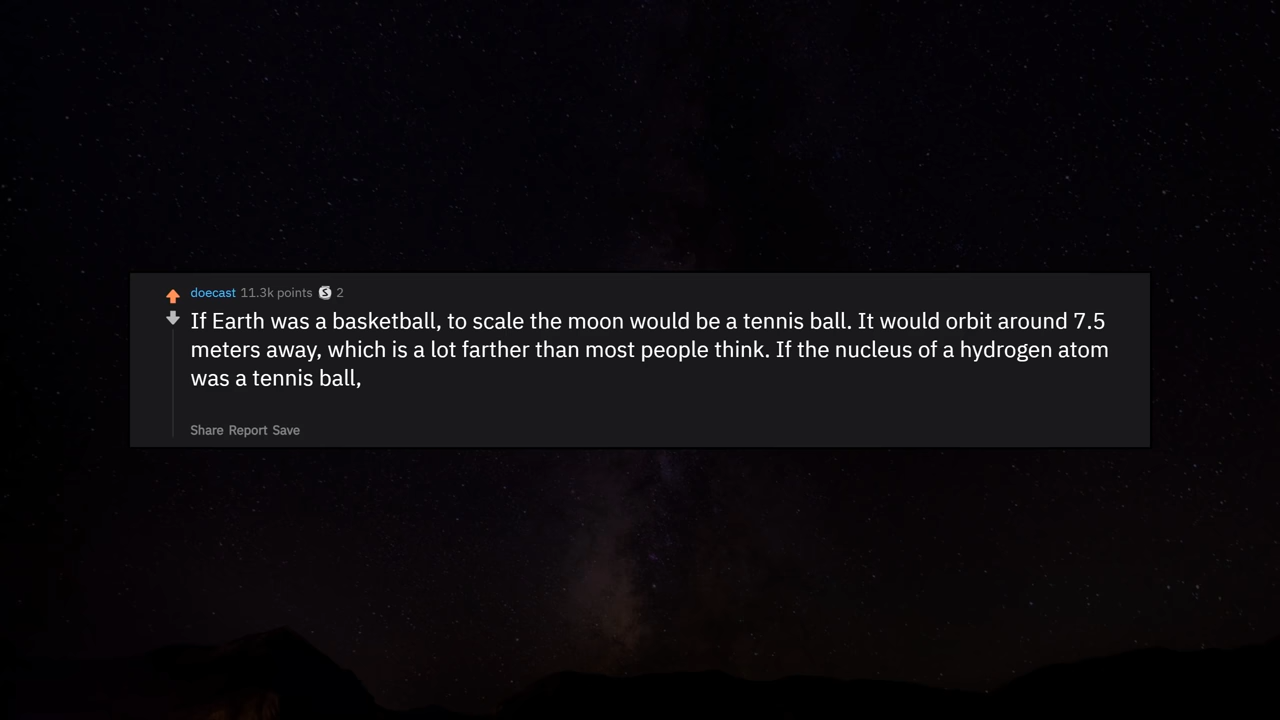 doecast 11.3k points S 2
If Earth was a basketball, to scale the moon would be a tennis ball. It would orbit around 7.5
meters away, which is a lot farther than most people think. If the nucleus of a hydrogen atom
was a tennis ball,
Share Report Save